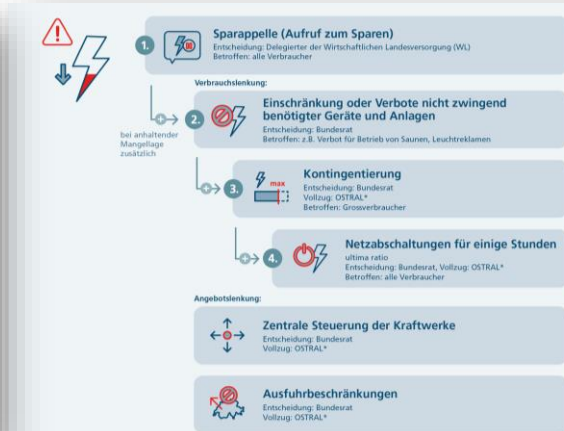 1.
Sparappelle (Aufruf zum Sparen)
Entscheidung: Delegierter der Wirtschaftlichen Landesversorgung (WL)
Betroffen: alle Verbraucher
Verbrauchslenkung:
bei anhaltender
Mangellage
zusätzlich
2.
Einschränkung oder Verbote nicht zwingend
benötigter Geräte und Anlagen
Entscheidung: Bundesrat
Betroffen: z.B. Verbot für Betrieb von Saunen, Leuchtreklamen
3.
max
Kontingentierung
Entscheidung: Bundesrat
Vollzug: OSTRAL*
Betroffen: Grossverbraucher
4.
Netzabschaltungen für einige Stunden
ultima ratio
Entscheidung: Bundesrat, Vollzug: OSTRAL*
Betroffen: alle Verbraucher
Angebotslenkung:
Zentrale Steuerung der Kraftwerke
Entscheidung: Bundesrat
Vollzug: OSTRAL*
Ausfuhrbeschränkungen
Entscheidung: Bundesrat
Vollzug: OSTRAL*